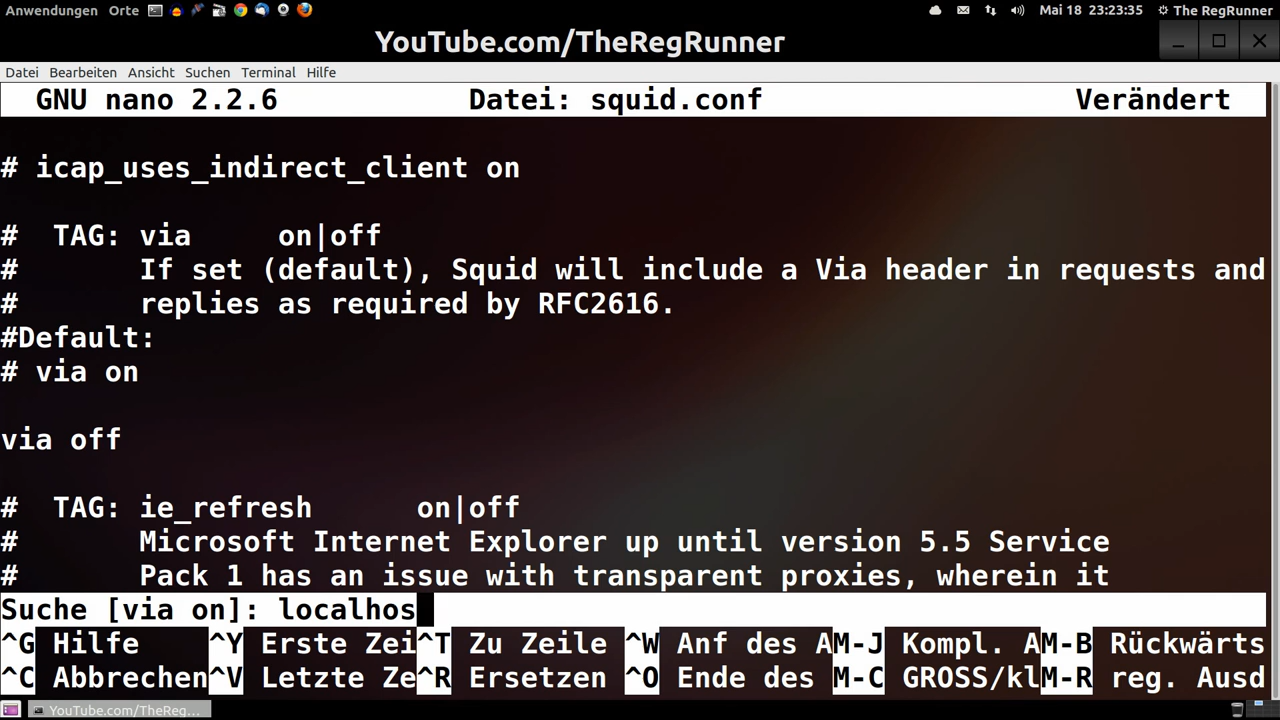 Anwendungen Orte Mai 18 23:23:35 The RegRunner
YouTube.com/TheRegRunner
Datei Bearbeiten Ansicht Suchen Terminal Hilfe
GNU nano 2.2.6 Datei: squid.conf Verändert
# icap_uses_indirect_client on
# TAG: via on|off
# If set (default), Squid will include a Via header in requests and
# replies as required by RFC2616.
#Default:
# via on
via off
# TAG: ie_refresh on|off
# Microsoft Internet Explorer up until version 5.5 Service
# Pack 1 has an issue with transparent proxies, wherein it
Suche [via on]: localhos
^G Hilfe ^Y Erste Zei^T Zu Zeile ^W Anf des AM-J Kompl. AM-B Rückwärts
^C Abbrechen^V Letzte Ze^R Ersetzen ^O Ende des M-C GROSS/klM-R reg. Ausd
YouTube.com/TheReg...